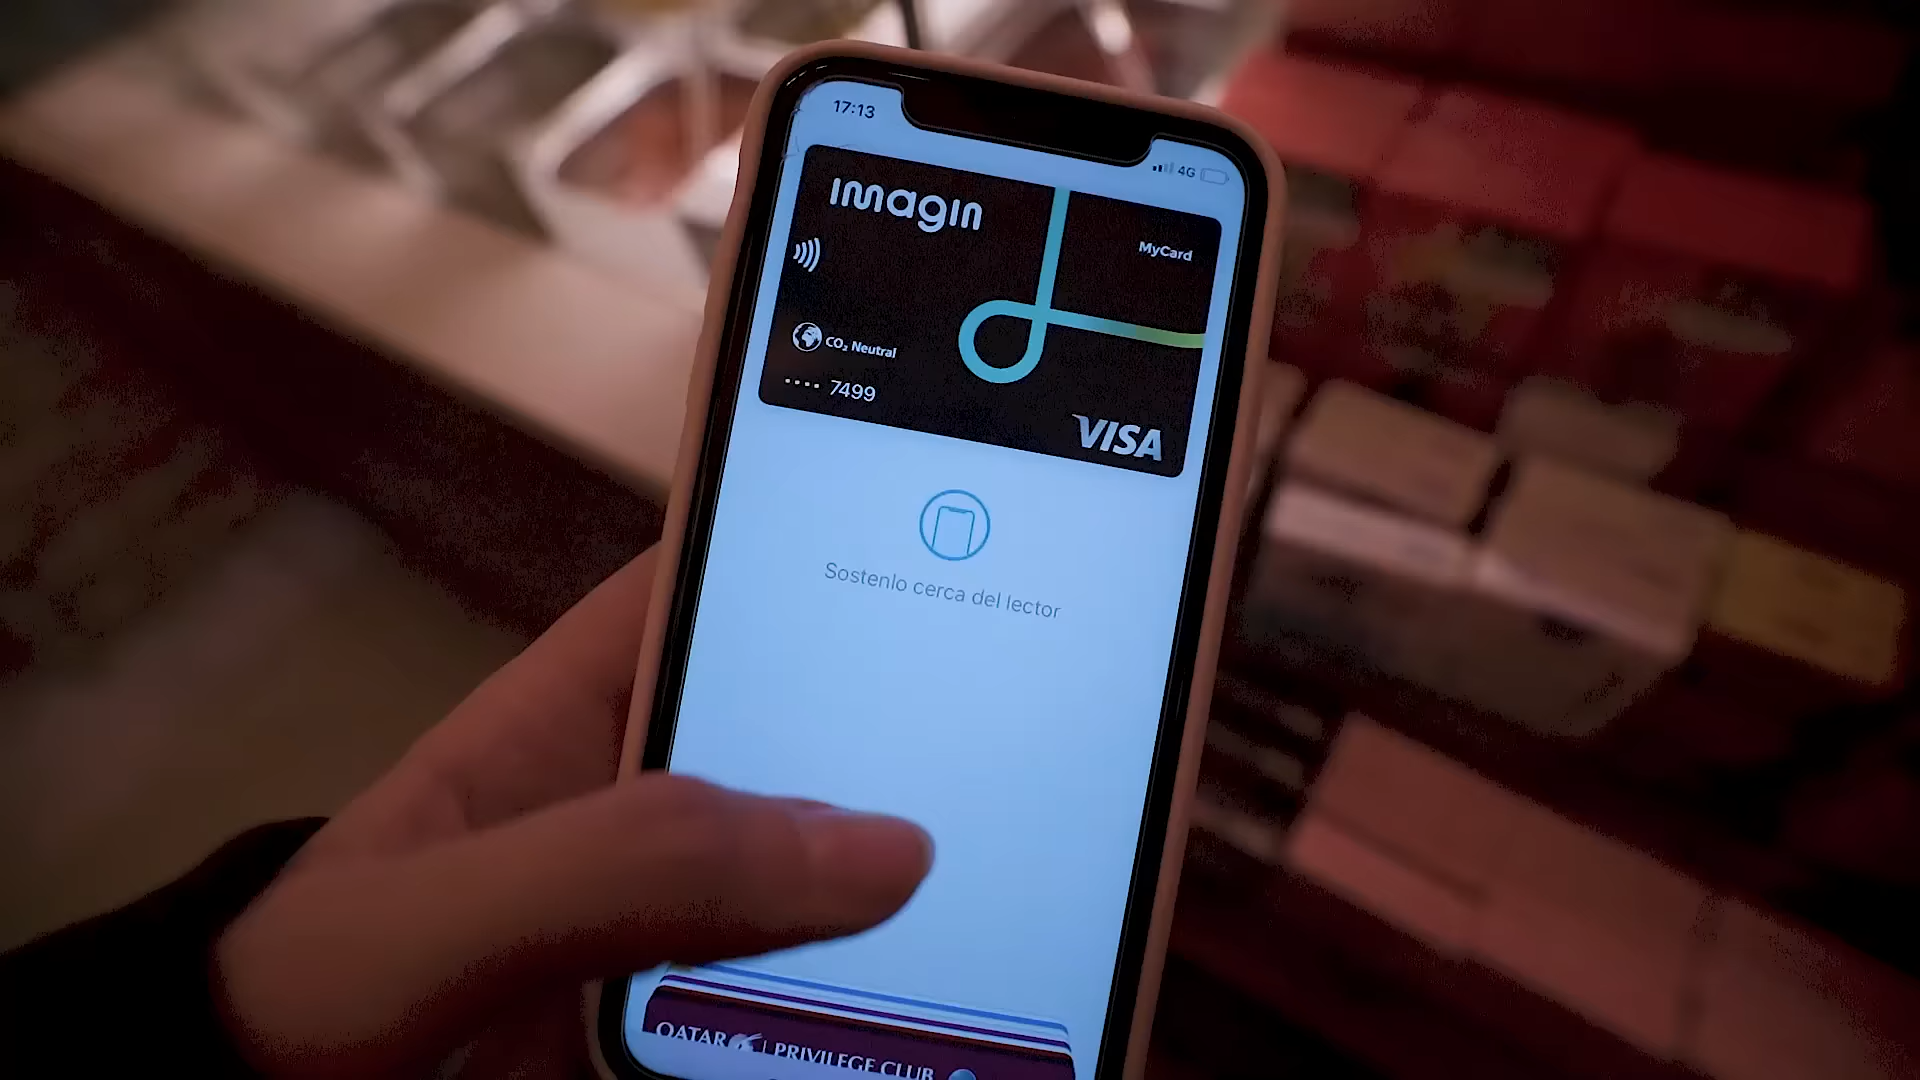 17:13
4G
imagin
MyCard
CO₂ Neutral
•••• 7499
VISA
Sostenlo cerca del lector
QATAR | PRIVILEGE CLUB